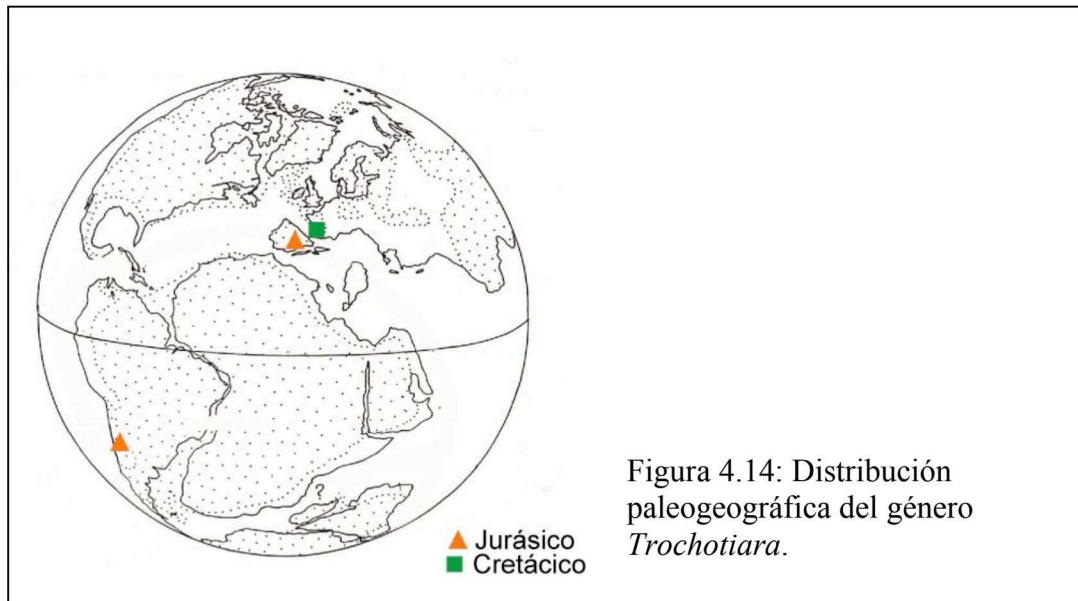 ?
Jurásico
Cretácico
Figura 4.14: Distribución
paleogeográfica del género
Trochotiara.